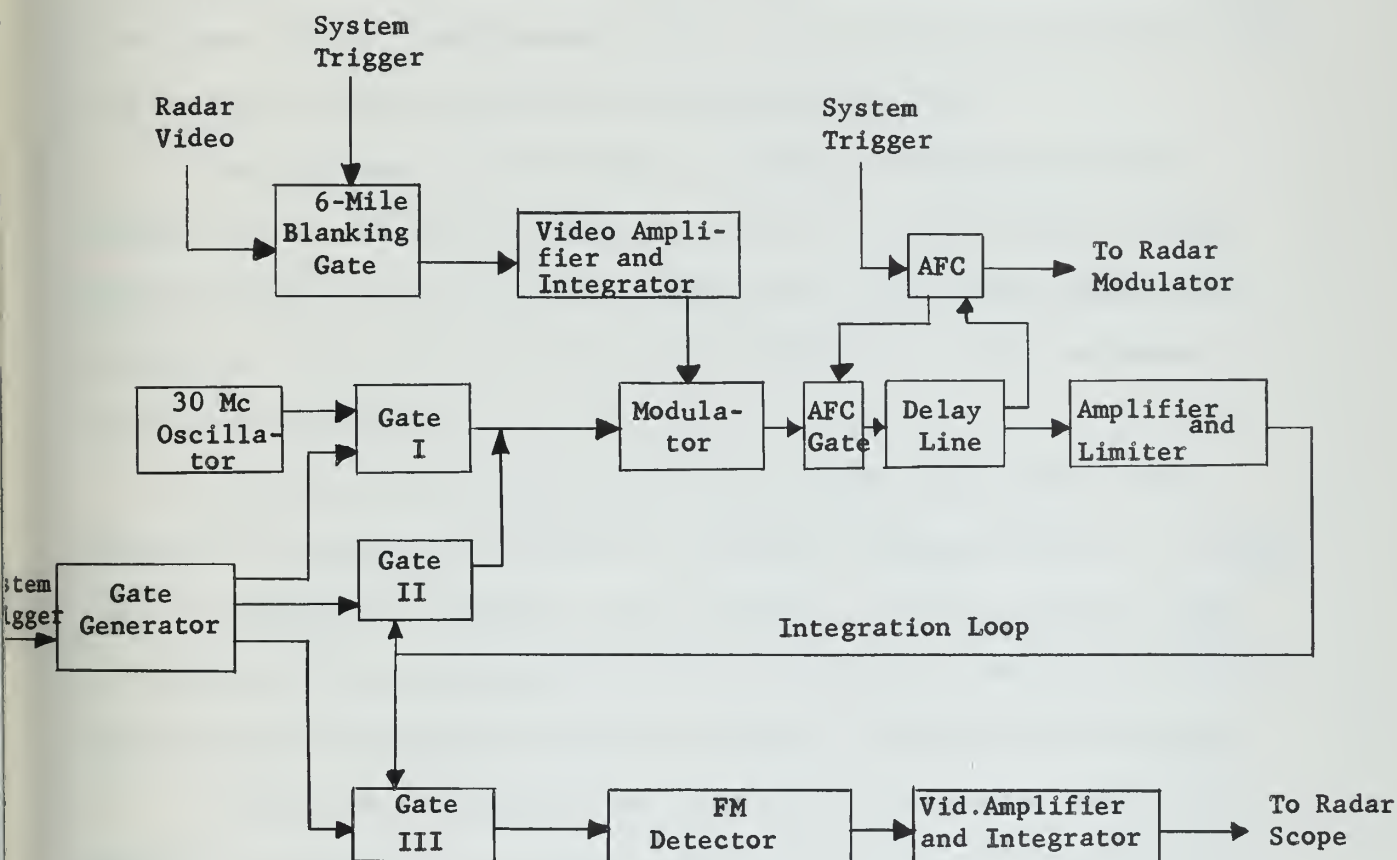 System
Trigger
Radar
Video
System
Trigger
6-Mile
Blanking
Gate
Video Ampli-
fier and
Integrator
AFC
To Radar
Modulator
30 Mc
Oscilla-
tor
Gate
I
Modula-
tor
AFC
Gate
Delay
Line
Amplifier
and
Limiter
Gate
II
stem
igger
Gate
Generator
Integration Loop
Gate
III
FM
Detector
Vid.Amplifier
and Integrator
To Radar
Scope